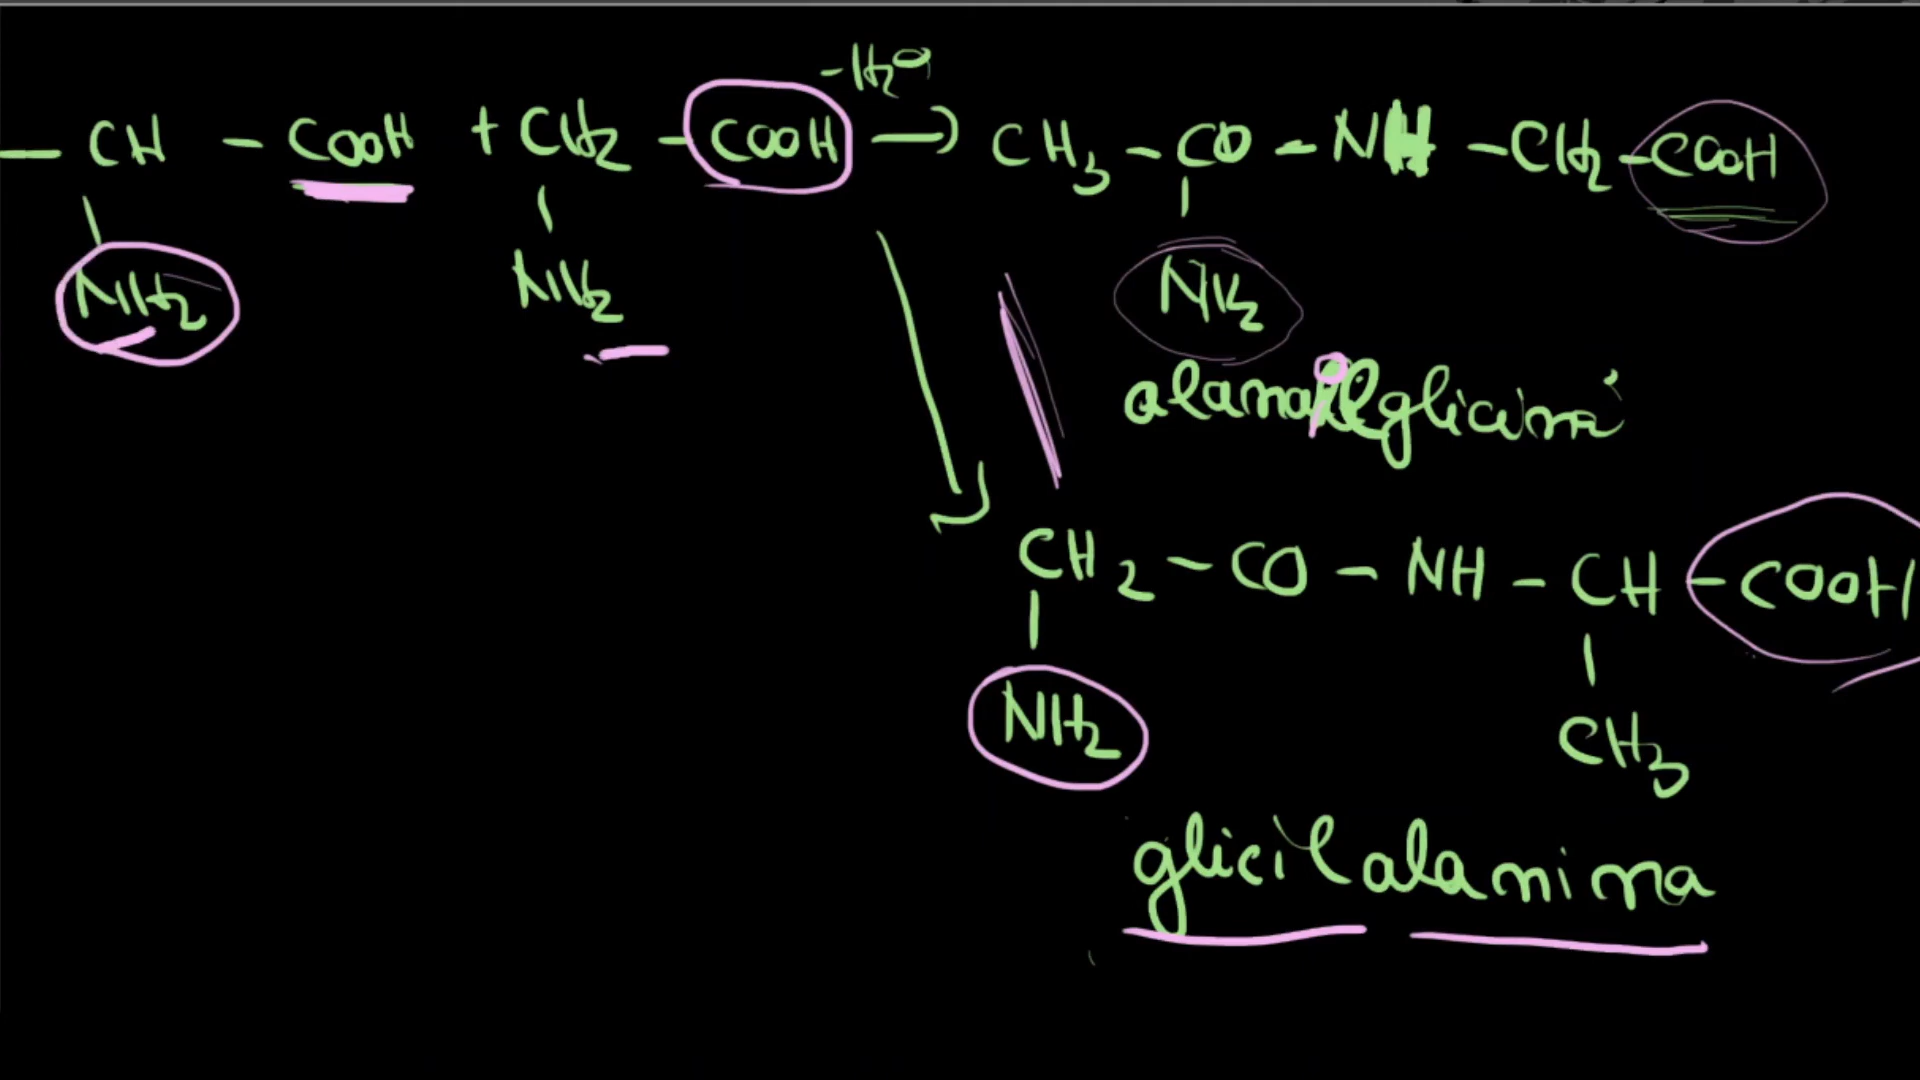 -H₂O
— CH - COOH + CH₂ - COOH → CH₃ - CO - NH - CH₂ - COOH
NH₂ NH₂ NH₂
alanilglicina
CH₂ - CO - NH - CH - COOH
NH₂ CH₃
glicilalanina